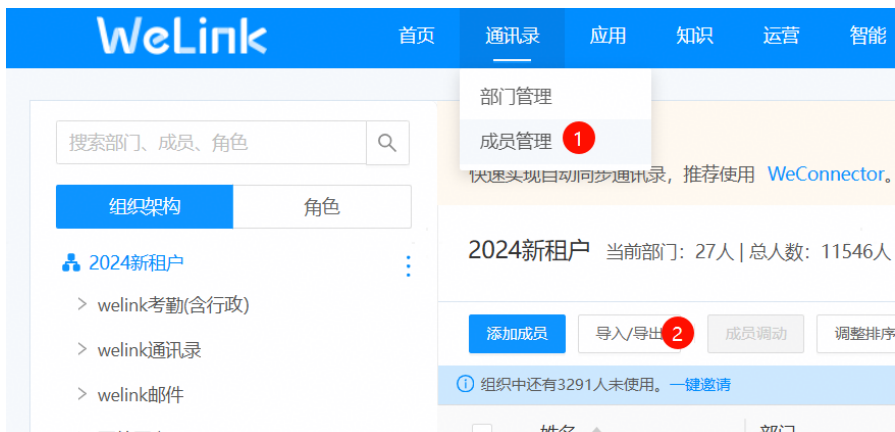 WeLink 首页 通讯录 应用 知识 运营 智能
部门管理
成员管理 1
搜索部门、成员、角色
快速实现自动同步通讯录，推荐使用 WeConnector。
组织架构 角色
2024新租户 当前部门：27人 | 总人数：11546人
2024新租户
welink考勤(含行政)
添加成员 导入/导出 2 成员调动 调整排序
welink通讯录
组织中还有3291人未使用。一键邀请
welink邮件
姓名 部门